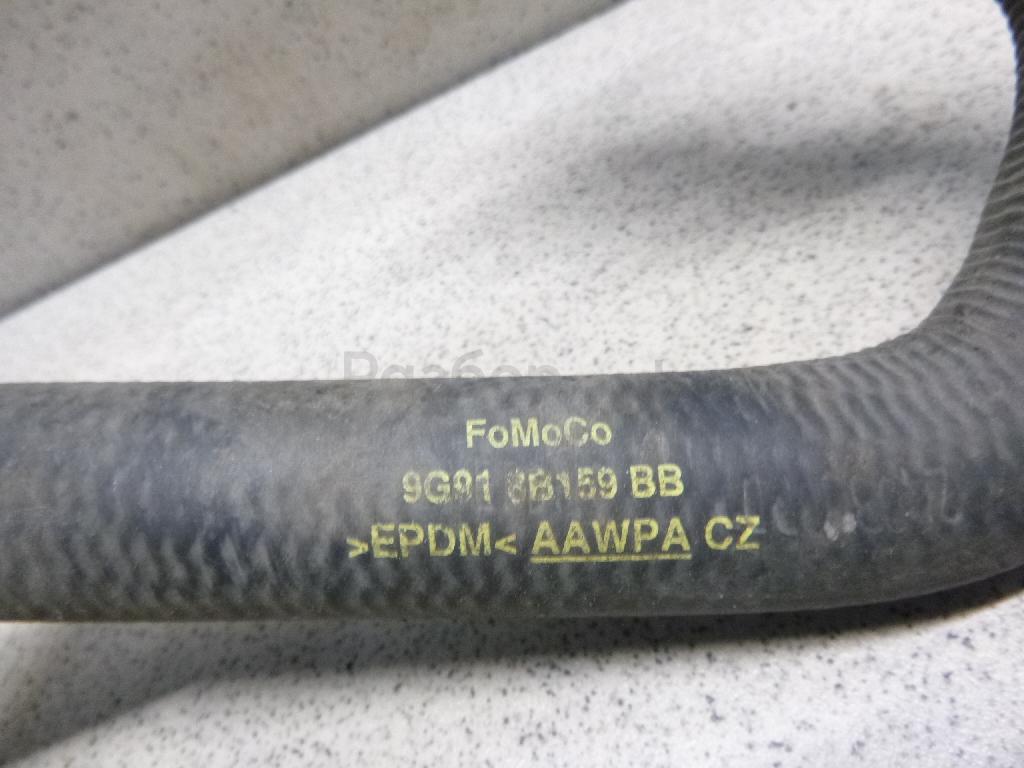 FoMoCo
9G91 8B159 BB
>EPDM< AAWPA CZ